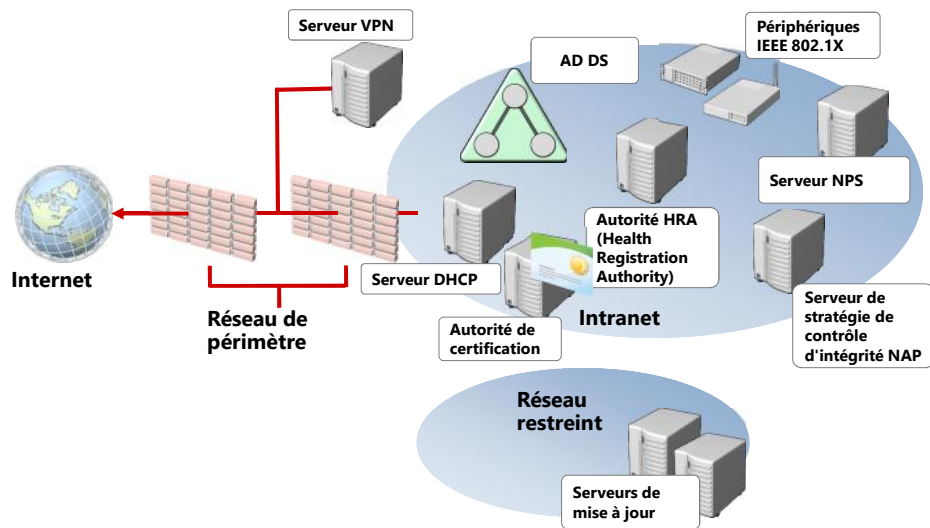 Serveur VPN
Périphériques
IEEE 802.1X
AD DS
Serveur NPS
Autorité HRA
(Health
Registration
Authority)
Internet
Serveur DHCP
Réseau de
périmètre
Autorité de
certification
Intranet
Serveur de
stratégie de
contrôle
d'intégrité NAP
Réseau
restreint
Serveurs de
mise à jour